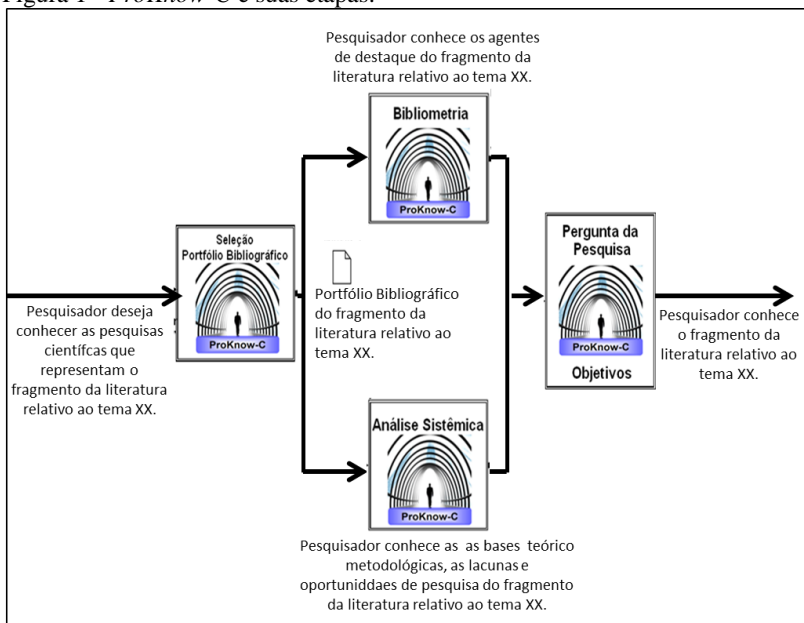 Figura 1 - ProKnow-C e suas etapas.
Pesquisador conhece os agentes
de destaque do fragmento da
literatura relativo ao tema XX.
Bibliometria
ProKnow-C
Seleção
Portfólio Bibliográfico
ProKnow-C
Pesquisador deseja
conhecer as pesquisas
científcas que
representam o
fragmento da literatura
relativo ao tema XX.
Portfólio Bibliográfico
do fragmento da
literatura relativo ao
tema XX.
Pergunta da
Pesquisa
ProKnow-C
Objetivos
Pesquisador conhece
o fragmento da
literatura relativo ao
tema XX.
Análise Sistêmica
ProKnow-C
Pesquisador conhece as as bases teórico
metodológicas, as lacunas e
oportuniddaes de pesquisa do fragmento
da literatura relativo ao tema XX.